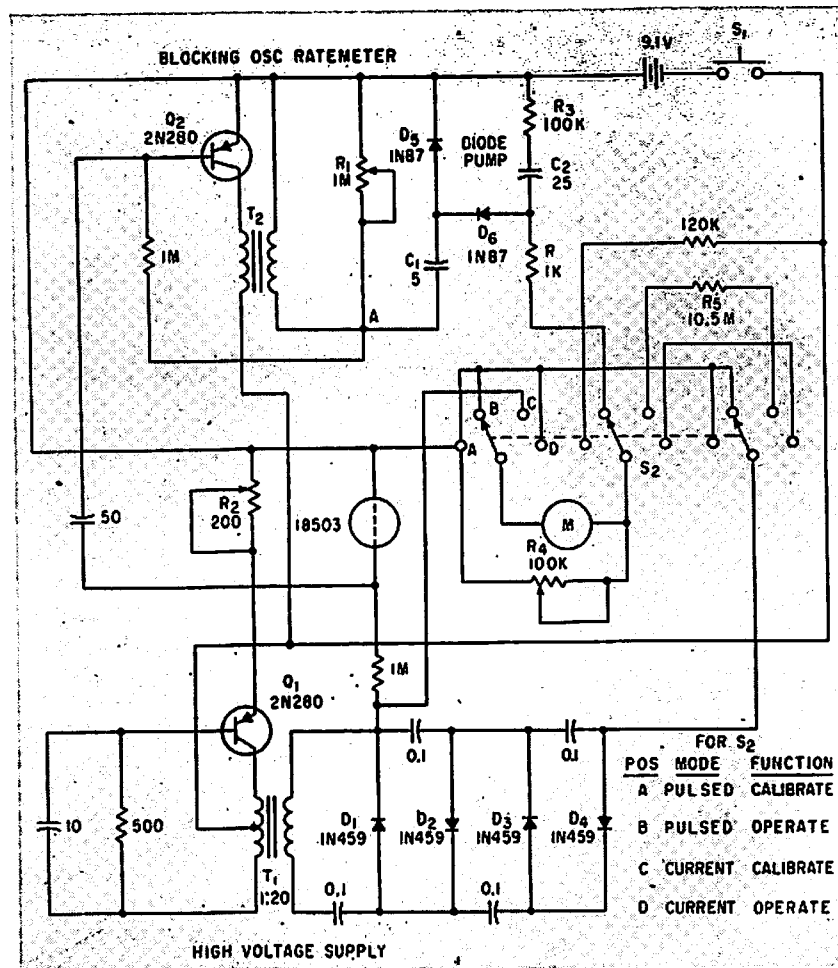 BLOCKING OSC RATEMETER
9.1V
S1
Q2
2N280
D5
1N87
R3
100K
R1
1M
DIODE
PUMP
C2
25
T2
1M
D6
1N87
120K
C1
5
R
1K
R5
10.5M
A
B
C
A
D
S2
50
R2
200
18503
M
R4
100K
1M
Q1
2N280
0.1
0.1
FOR S2
POS MODE FUNCTION
A PULSED CALIBRATE
B PULSED OPERATE
C CURRENT CALIBRATE
D CURRENT OPERATE
10
500
D1
1N459
D2
1N459
D3
1N459
D4
1N459
T1
1:20
0.1
0.1
HIGH VOLTAGE SUPPLY